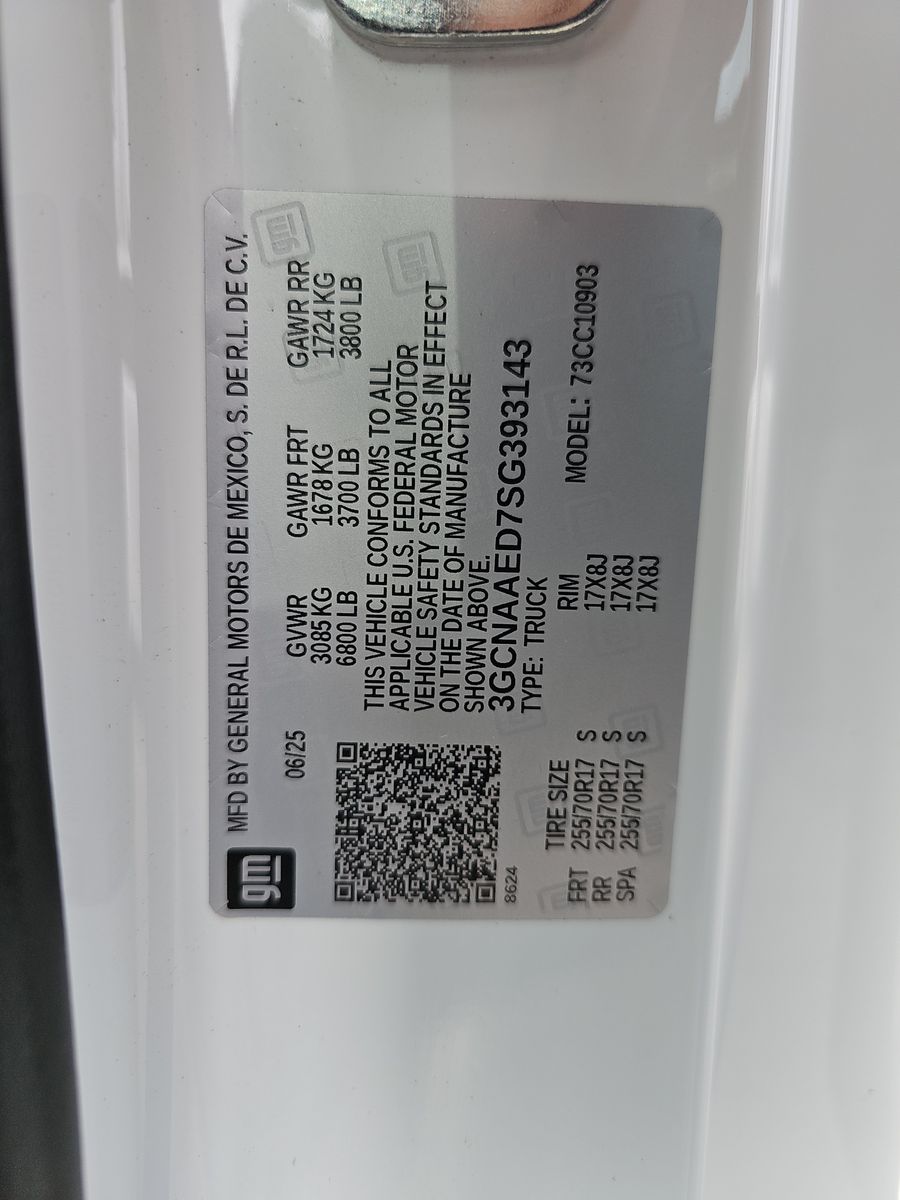 gm
MFD BY GENERAL MOTORS DE MEXICO, S. DE R.L. DE C.V.
06/25 GVWR GAWR FRT GAWR RR
3085 KG 1678 KG 1724 KG
6800 LB 3700 LB 3800 LB
THIS VEHICLE CONFORMS TO ALL
APPLICABLE U.S. FEDERAL MOTOR
VEHICLE SAFETY STANDARDS IN EFFECT
ON THE DATE OF MANUFACTURE
SHOWN ABOVE.
3GCNAAED7SG393143
8624 TYPE: TRUCK
TIRE SIZE RIM MODEL: 73CC10903
FRT 255/70R17 S 17X8J
RR 255/70R17 S 17X8J
SPA 255/70R17 S 17X8J